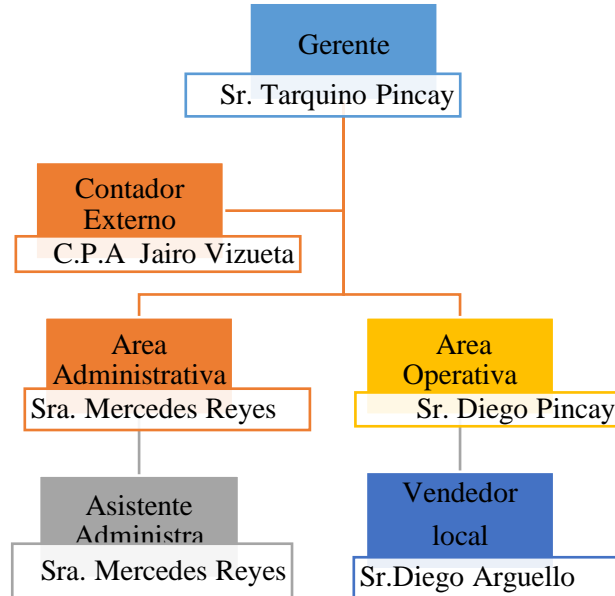 Gerente
Sr. Tarquino Pincay
Contador
Externo
C.P.A Jairo Vizueta
Area
Administrativa
Sra. Mercedes Reyes
Area
Operativa
Sr. Diego Pincay
Asistente
Administra
Sra. Mercedes Reyes
Vendedor
local
Sr.Diego Arguello